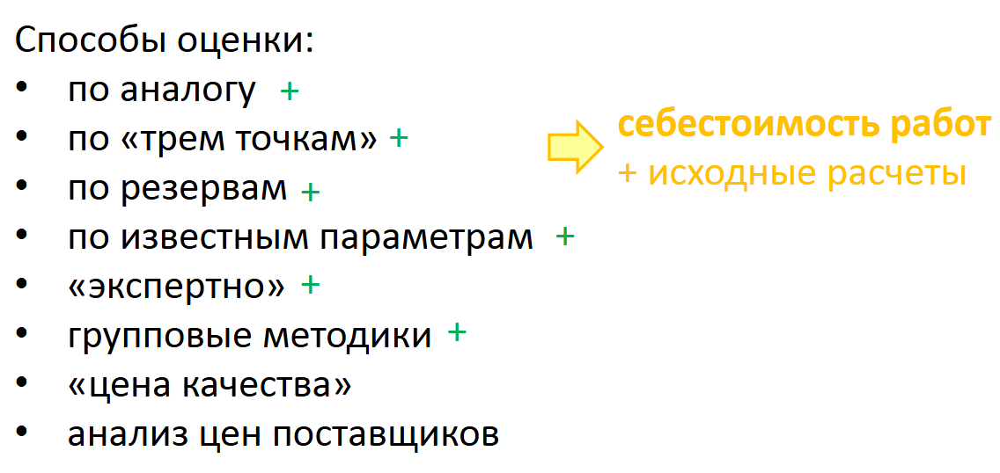 Способы оценки:
• по аналогу +
• по «трем точкам» +
• по резервам +
• по известным параметрам +
• «экспертно» +
• групповые методики +
• «цена качества»
• анализ цен поставщиков
себестоимость работ
+ исходные расчеты